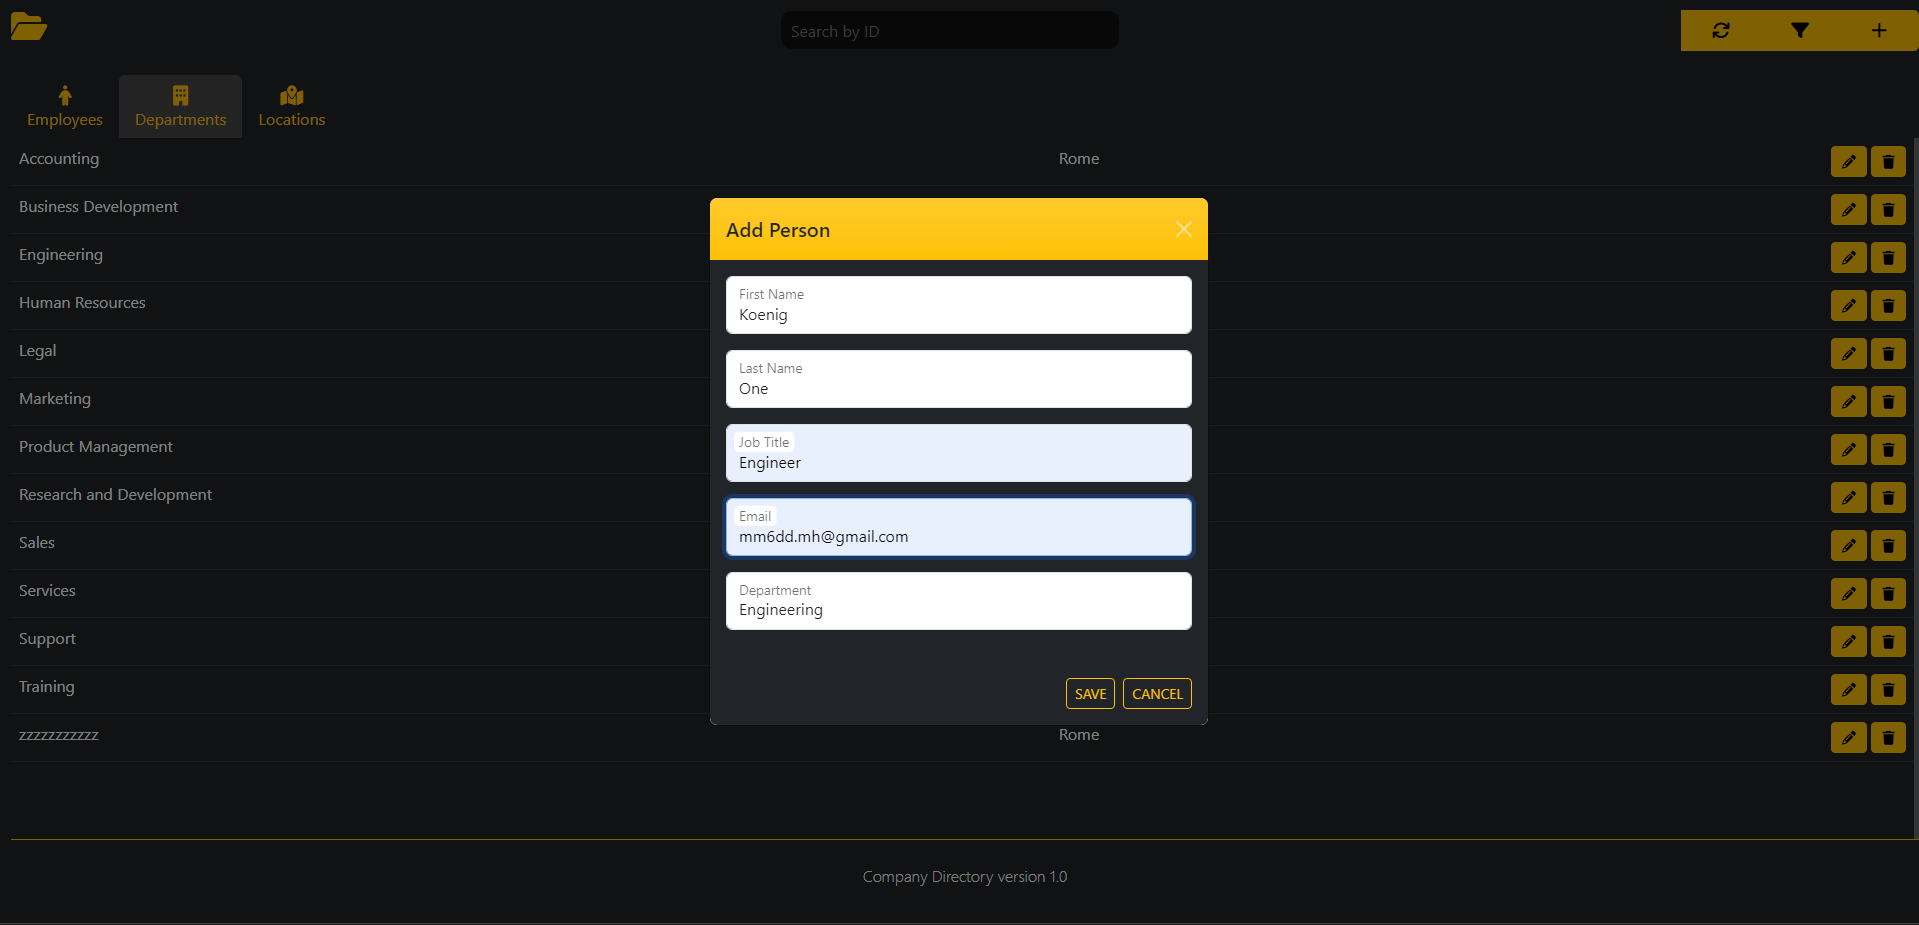 Search by ID
Employees
Departments
Locations
Accounting Rome
Business Development
Engineering
Human Resources
Legal
Marketing
Product Management
Research and Development
Sales
Services
Support
Training
zzzzzzzzzzz Rome
Add Person
First Name
Koenig
Last Name
One
Job Title
Engineer
Email
mm6dd.mh@gmail.com
Department
Engineering
SAVE CANCEL
Company Directory version 1.0